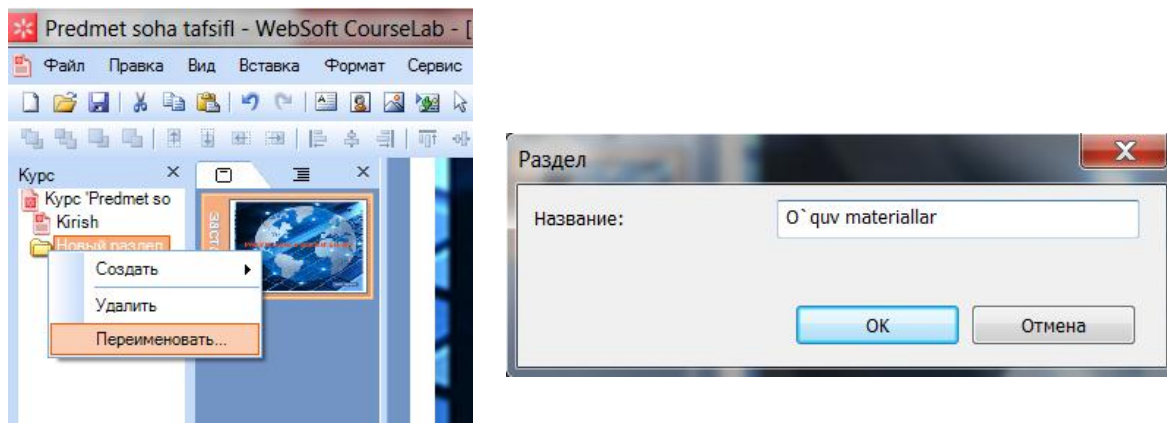 Predmet soha tafsifl - WebSoft CourseLab - [
Файл Правка Вид Вставка Формат Сервис
Курс
Курс 'Predmet so
Kirish
Новый раздел
Создать
Удалить
Переименовать...
Раздел
Название: O`quv materiallar
OK Отмена